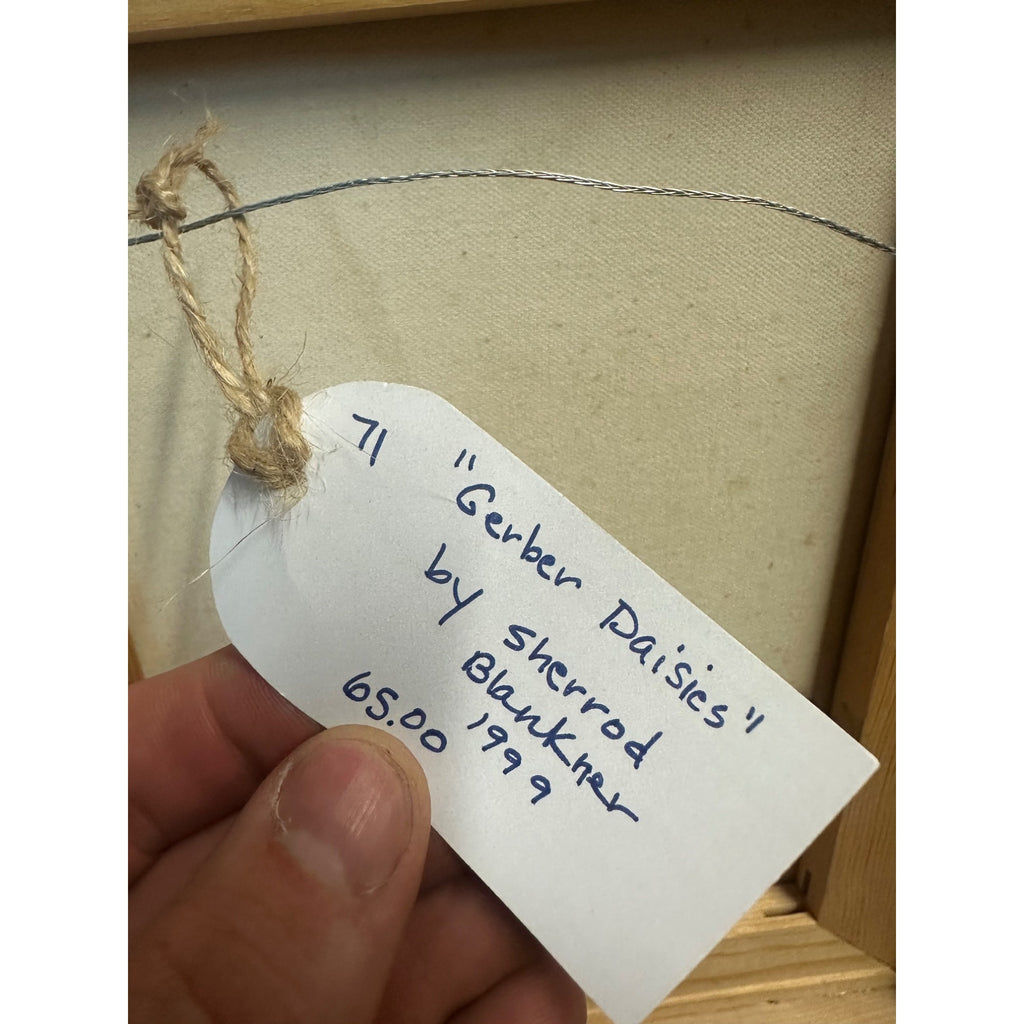 71
"Gerber Daisies"
by Sherrod
Blankner
1999
65.00